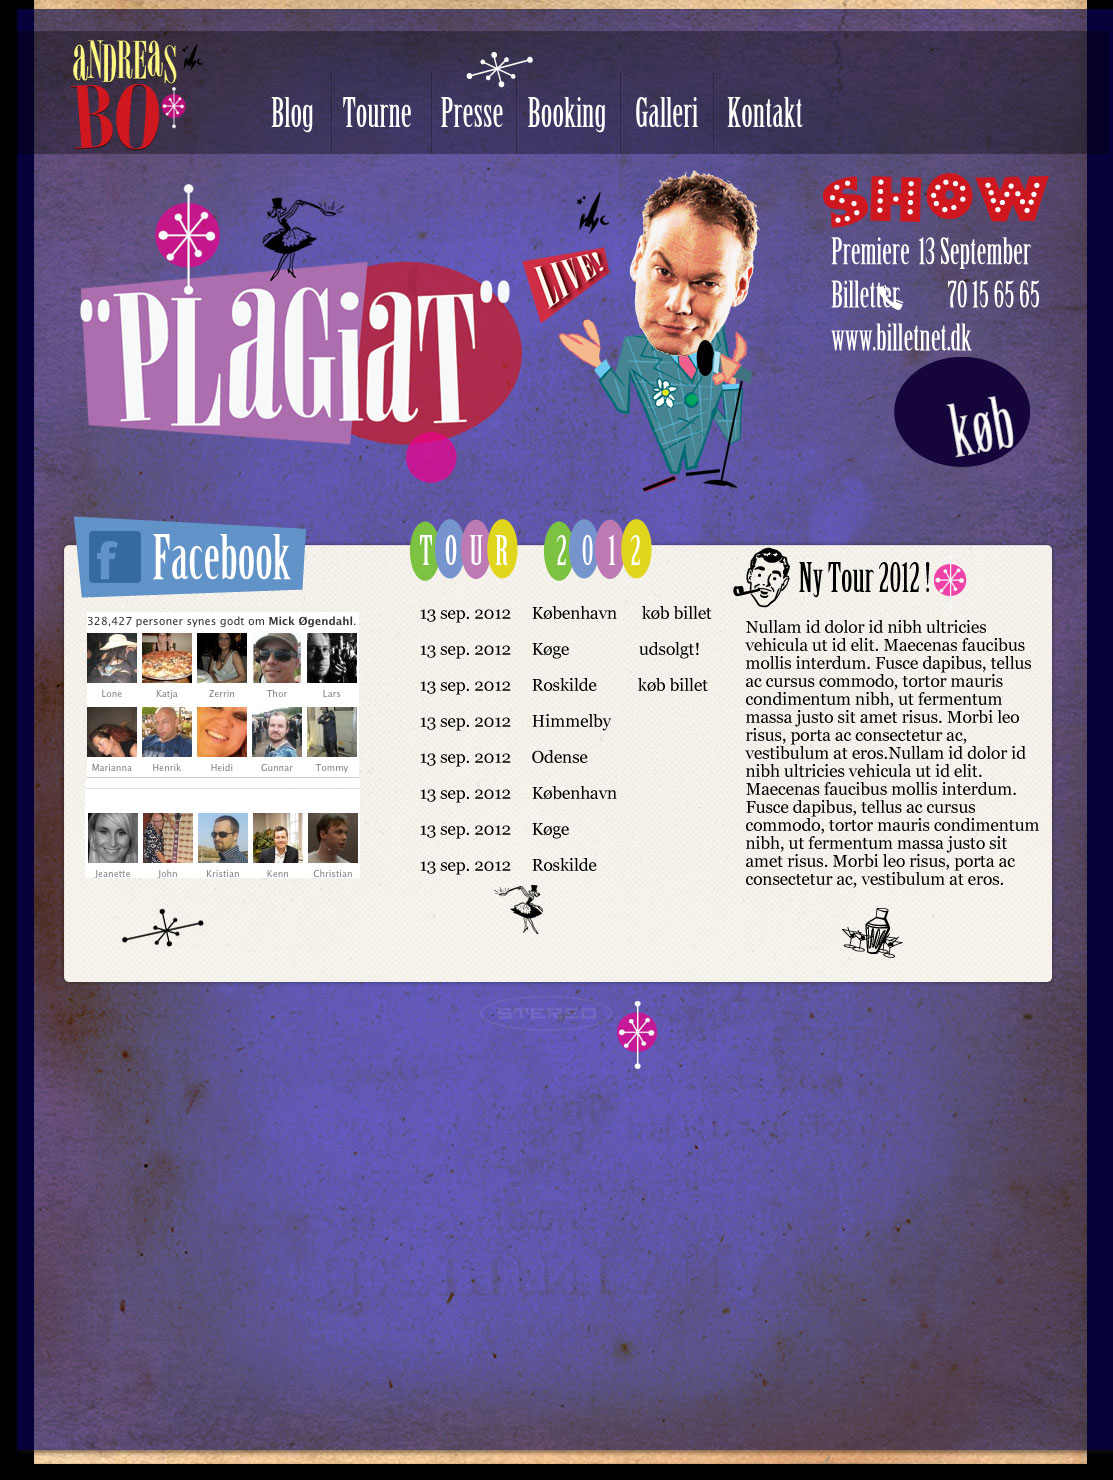 ANDREAS
BO
Blog
Tourne
Presse
Booking
Galleri
Kontakt
"PLAGIAT"
LIVE!
SHOW
Premiere 13 September
Billetter 70 15 65 65
www.billetnet.dk
køb
Facebook
328,427 personer synes godt om Mick Øgendahl.
Lone Katja Zerrin Thor Lars
Marianna Henrik Heidi Gunnar Tommy
Jeanette John Kristian Kenn Christian
TOUR 2012
13 sep. 2012 København køb billet
13 sep. 2012 Køge udsolgt!
13 sep. 2012 Roskilde køb billet
13 sep. 2012 Himmelby
13 sep. 2012 Odense
13 sep. 2012 København
13 sep. 2012 Køge
13 sep. 2012 Roskilde
Ny Tour 2012 !
Nullam id dolor id nibh ultricies
vehicula ut id elit. Maecenas faucibus
mollis interdum. Fusce dapibus, tellus
ac cursus commodo, tortor mauris
condimentum nibh, ut fermentum
massa justo sit amet risus. Morbi leo
risus, porta ac consectetur ac,
vestibulum at eros.Nullam id dolor id
nibh ultricies vehicula ut id elit.
Maecenas faucibus mollis interdum.
Fusce dapibus, tellus ac cursus
commodo, tortor mauris condimentum
nibh, ut fermentum massa justo sit
amet risus. Morbi leo risus, porta ac
consectetur ac, vestibulum at eros.
STEREO